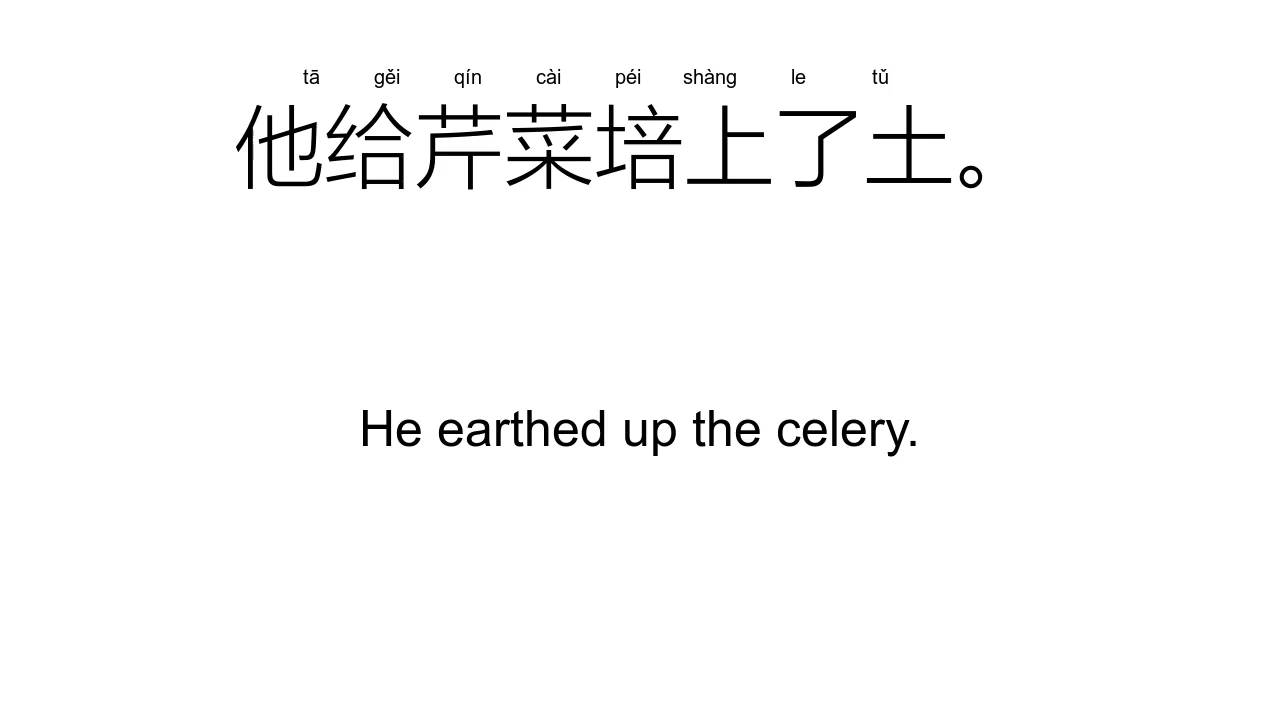 tā gěi qín cài péi shàng le tǔ
他给芹菜培上了土。
He earthed up the celery.